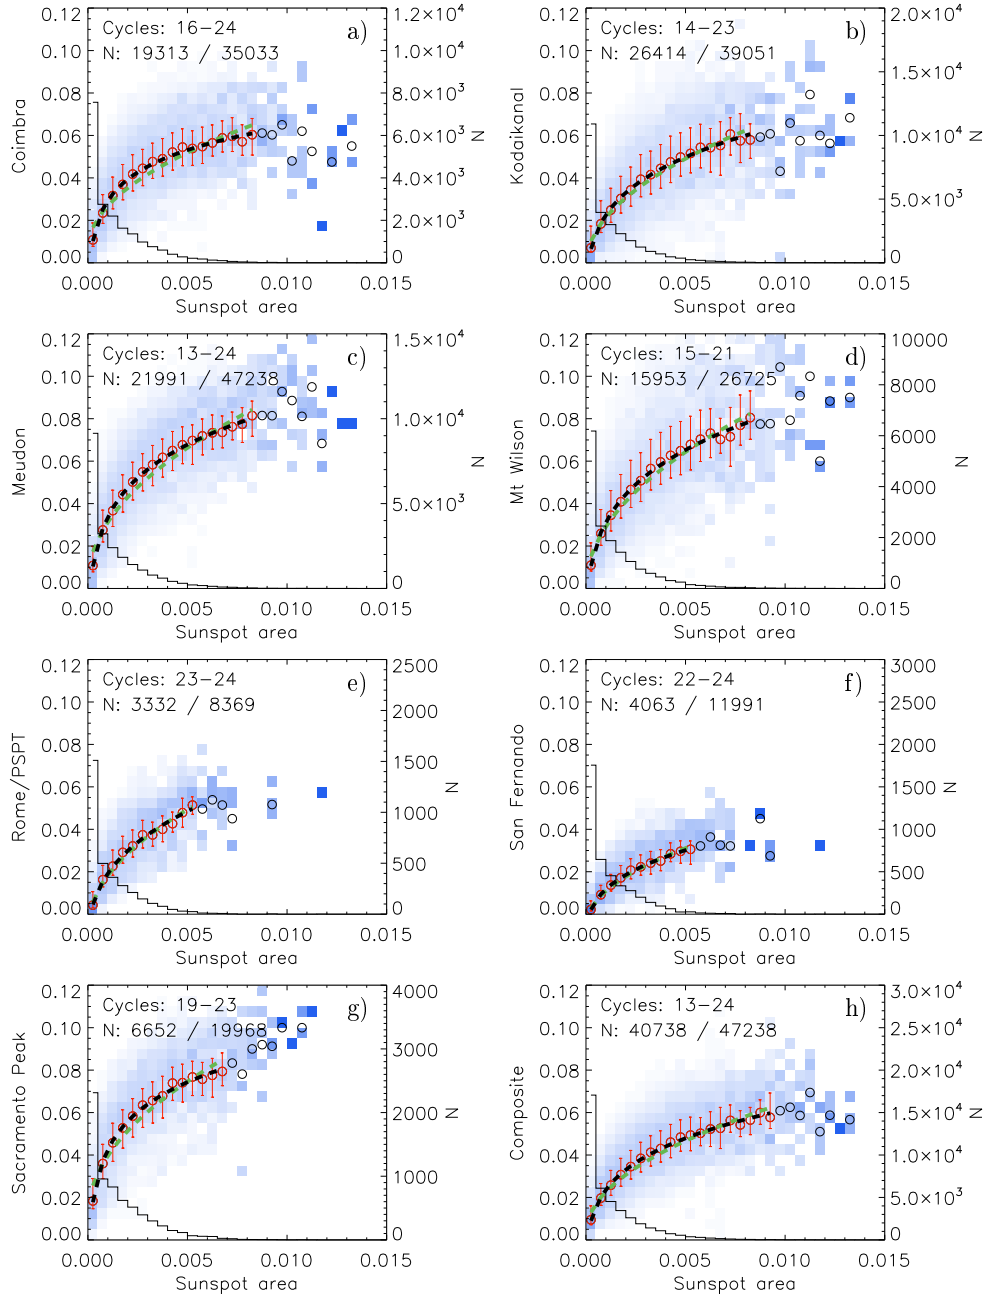 Cycles: 16−24
a)
N: 19313 / 35033
0.12
0.10
0.08
0.06
0.04
0.02
0.00
Coimbra
1.2×10⁴
1.0×10⁴
8.0×10³
6.0×10³
4.0×10³
2.0×10³
0
N
0.000 0.005 0.010 0.015
Sunspot area
Cycles: 14−23
b)
N: 26414 / 39051
0.12
0.10
0.08
0.06
0.04
0.02
0.00
Kodaikanal
2.0×10⁴
1.5×10⁴
1.0×10⁴
5.0×10³
0
N
0.000 0.005 0.010 0.015
Sunspot area
Cycles: 13−24
c)
N: 21991 / 47238
0.12
0.10
0.08
0.06
0.04
0.02
0.00
Meudon
1.5×10⁴
1.0×10⁴
5.0×10³
0
N
0.000 0.005 0.010 0.015
Sunspot area
Cycles: 15−21
d)
N: 15953 / 26725
0.12
0.10
0.08
0.06
0.04
0.02
0.00
Mt Wilson
10000
8000
6000
4000
2000
0
N
0.000 0.005 0.010 0.015
Sunspot area
Cycles: 23−24
e)
N: 3332 / 8369
0.12
0.10
0.08
0.06
0.04
0.02
0.00
Rome/PSPT
2500
2000
1500
1000
500
0
N
0.000 0.005 0.010 0.015
Sunspot area
Cycles: 22−24
f)
N: 4063 / 11991
0.12
0.10
0.08
0.06
0.04
0.02
0.00
San Fernando
3000
2500
2000
1500
1000
500
0
N
0.000 0.005 0.010 0.015
Sunspot area
Cycles: 19−23
g)
N: 6652 / 19968
0.12
0.10
0.08
0.06
0.04
0.02
0.00
Sacramento Peak
4000
3000
2000
1000
0
N
0.000 0.005 0.010 0.015
Sunspot area
Cycles: 13−24
h)
N: 40738 / 47238
0.12
0.10
0.08
0.06
0.04
0.02
0.00
Composite
3.0×10⁴
2.5×10⁴
2.0×10⁴
1.5×10⁴
1.0×10⁴
5.0×10³
0
N
0.000 0.005 0.010 0.015
Sunspot area